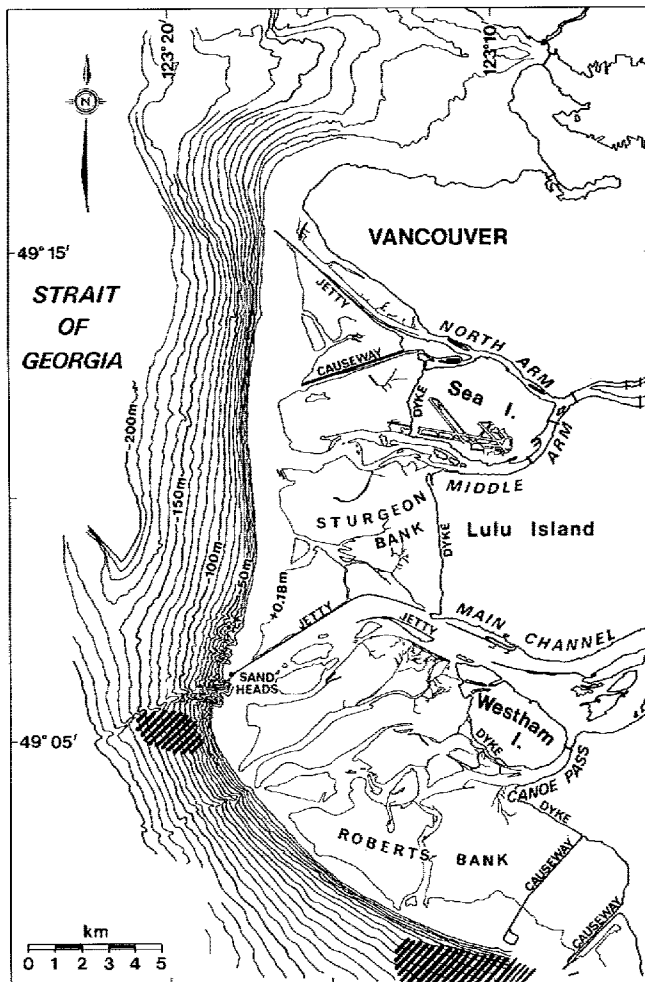 123° 20'
123° 10'
N
49° 15'
VANCOUVER
STRAIT
OF
GEORGIA
JETTY
NORTH ARM
CAUSEWAY
DYKE
Sea I.
ARM
MIDDLE
-200m
-150m
-100m
-50m
+0.18m
STURGEON
BANK
DYKE
Lulu Island
JETTY
JETTY
MAIN CHANNEL
SAND
HEADS
Westham
I.
DYKE
49° 05'
CANOE PASS
DYKE
ROBERTS BANK
CAUSEWAY
CAUSEWAY
km
0 1 2 3 4 5